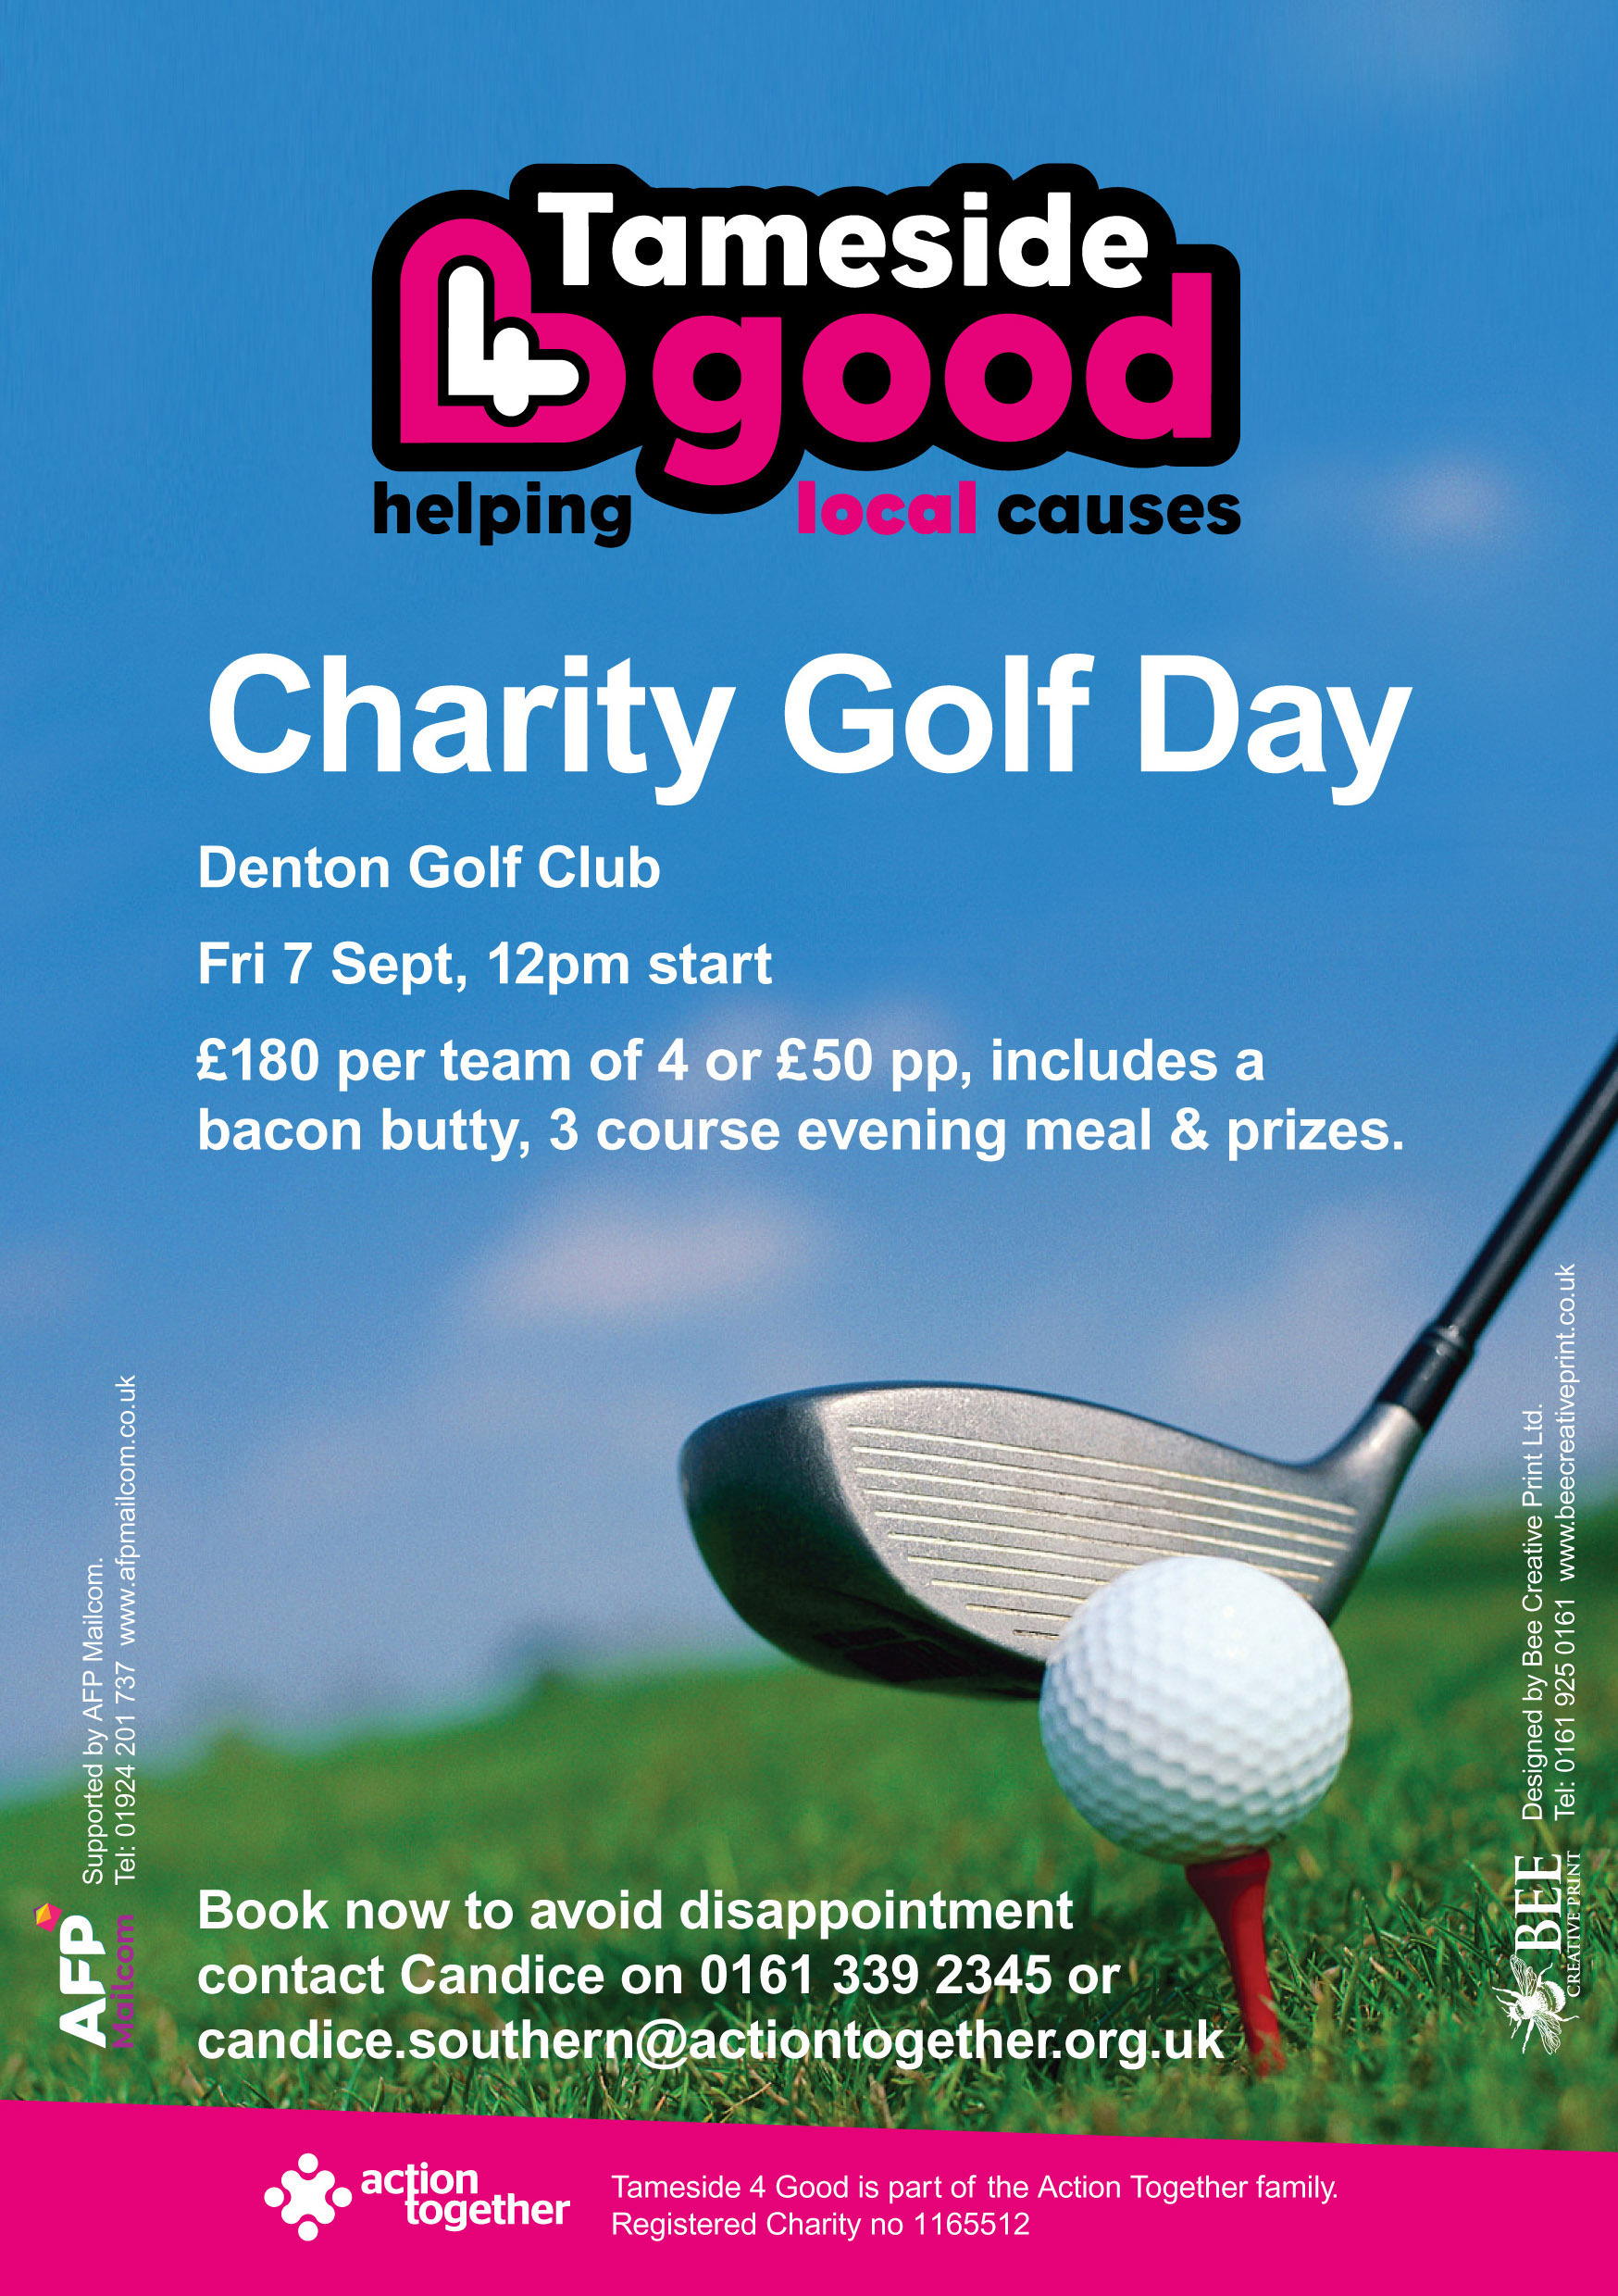 Tameside
4good
helping local causes
Charity Golf Day
Denton Golf Club
Fri 7 Sept, 12pm start
£180 per team of 4 or £50 pp, includes a
bacon butty, 3 course evening meal & prizes.
Supported by AFP Mailcom.
Tel: 01924 201 737 www.afpmailcom.co.uk
AFP
Mailcom
Designed by Bee Creative Print Ltd.
Tel: 0161 925 0161 www.beecreativeprint.co.uk
BEE
CREATIVE PRINT
Book now to avoid disappointment
contact Candice on 0161 339 2345 or
candice.southern@actiontogether.org.uk
action
together
Tameside 4 Good is part of the Action Together family.
Registered Charity no 1165512